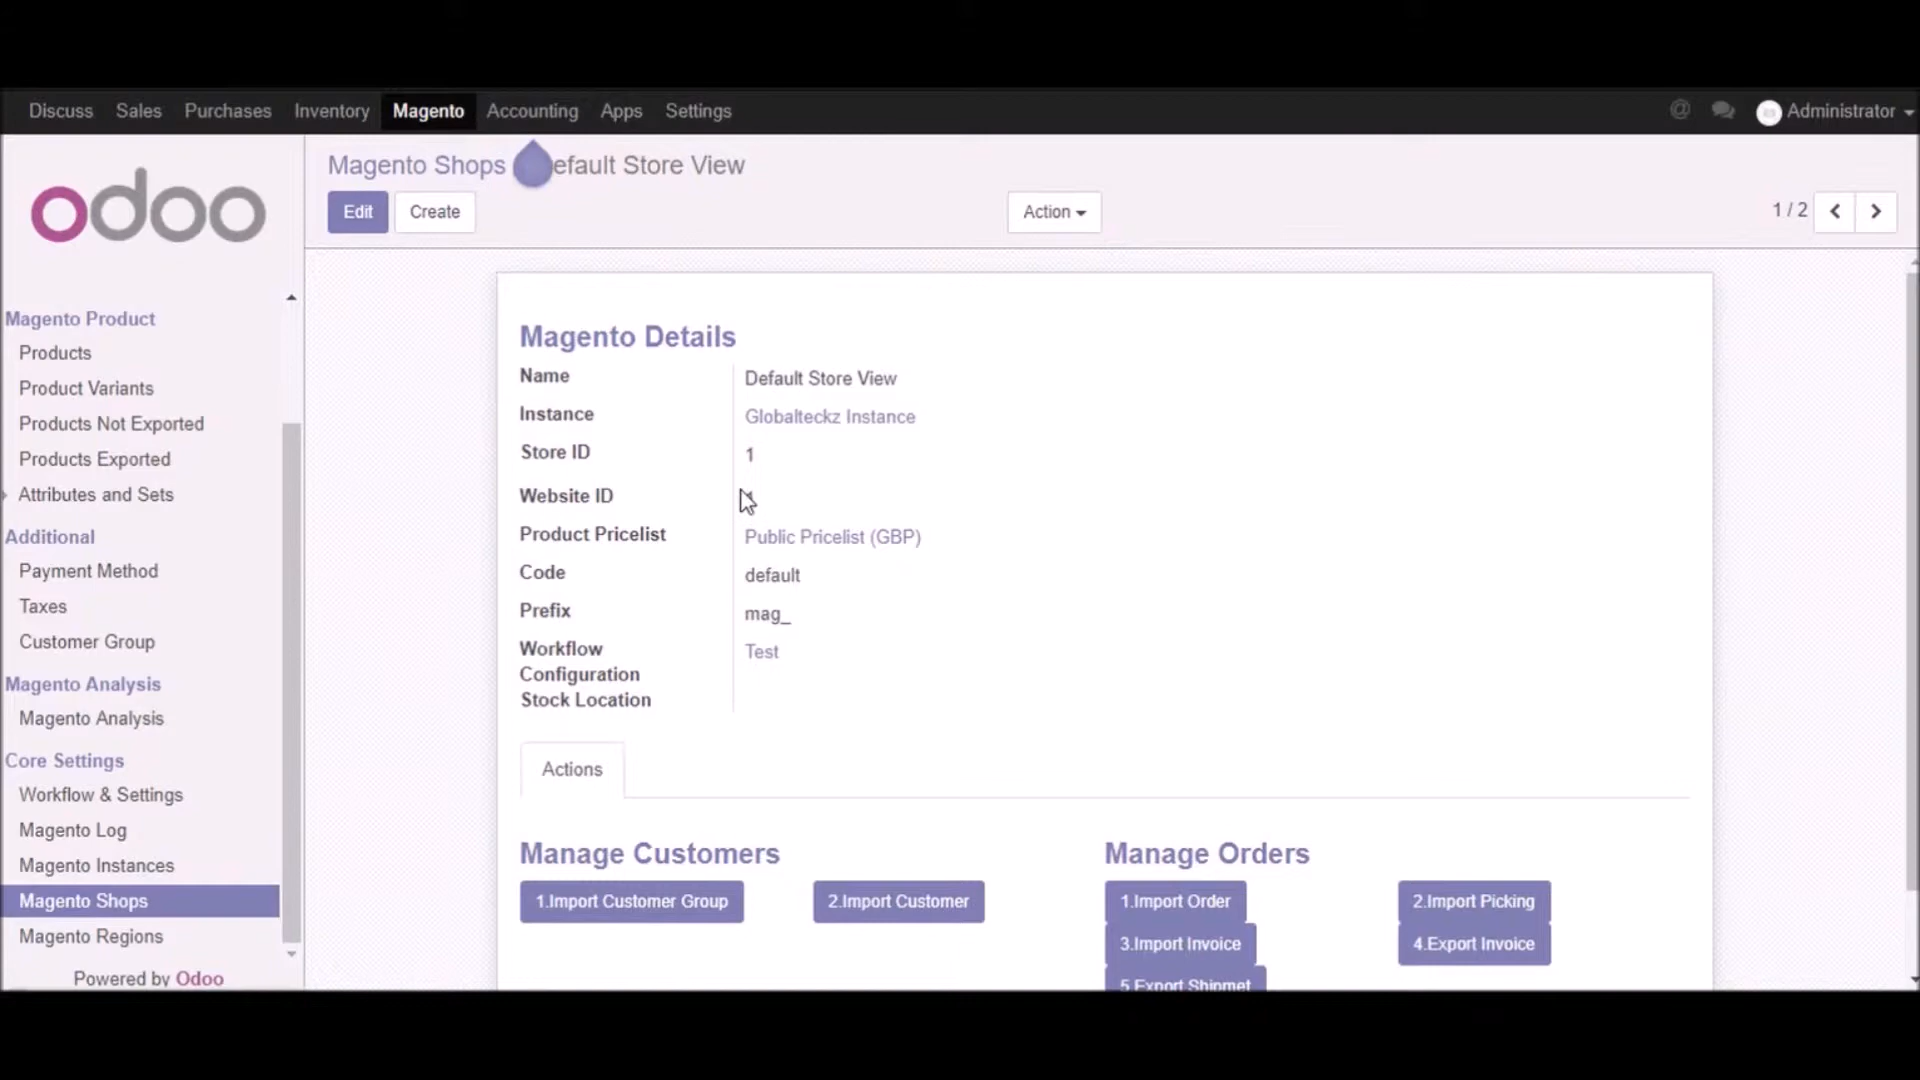 Discuss Sales Purchases Inventory Magento Accounting Apps Settings
@ Administrator
odoo
Magento Shops efault Store View
Edit Create
Action
1 / 2
Magento Product
Products
Product Variants
Products Not Exported
Products Exported
Attributes and Sets
Additional
Payment Method
Taxes
Customer Group
Magento Analysis
Magento Analysis
Core Settings
Workflow & Settings
Magento Log
Magento Instances
Magento Shops
Magento Regions
Powered by Odoo
Magento Details
Name Default Store View
Instance Globalteckz Instance
Store ID 1
Website ID
Product Pricelist Public Pricelist (GBP)
Code default
Prefix mag_
Workflow Test
Configuration
Stock Location
Actions
Manage Customers
1.Import Customer Group 2.Import Customer
Manage Orders
1.Import Order 2.Import Picking
3.Import Invoice 4.Export Invoice
5.Export Shipmet